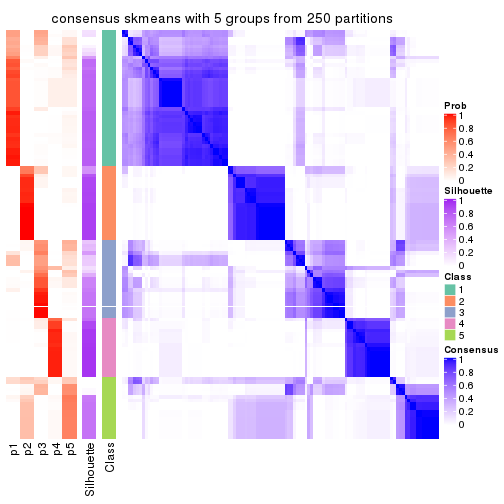 consensus skmeans with 5 groups from 250 partitions
Prob
1
0.8
0.6
0.4
0.2
0
Silhouette
1
0.8
0.6
0.4
0.2
0
Class
1
2
3
4
5
Consensus
1
0.8
0.6
0.4
0.2
0
p1
p2
p3
p4
p5
Silhouette
Class